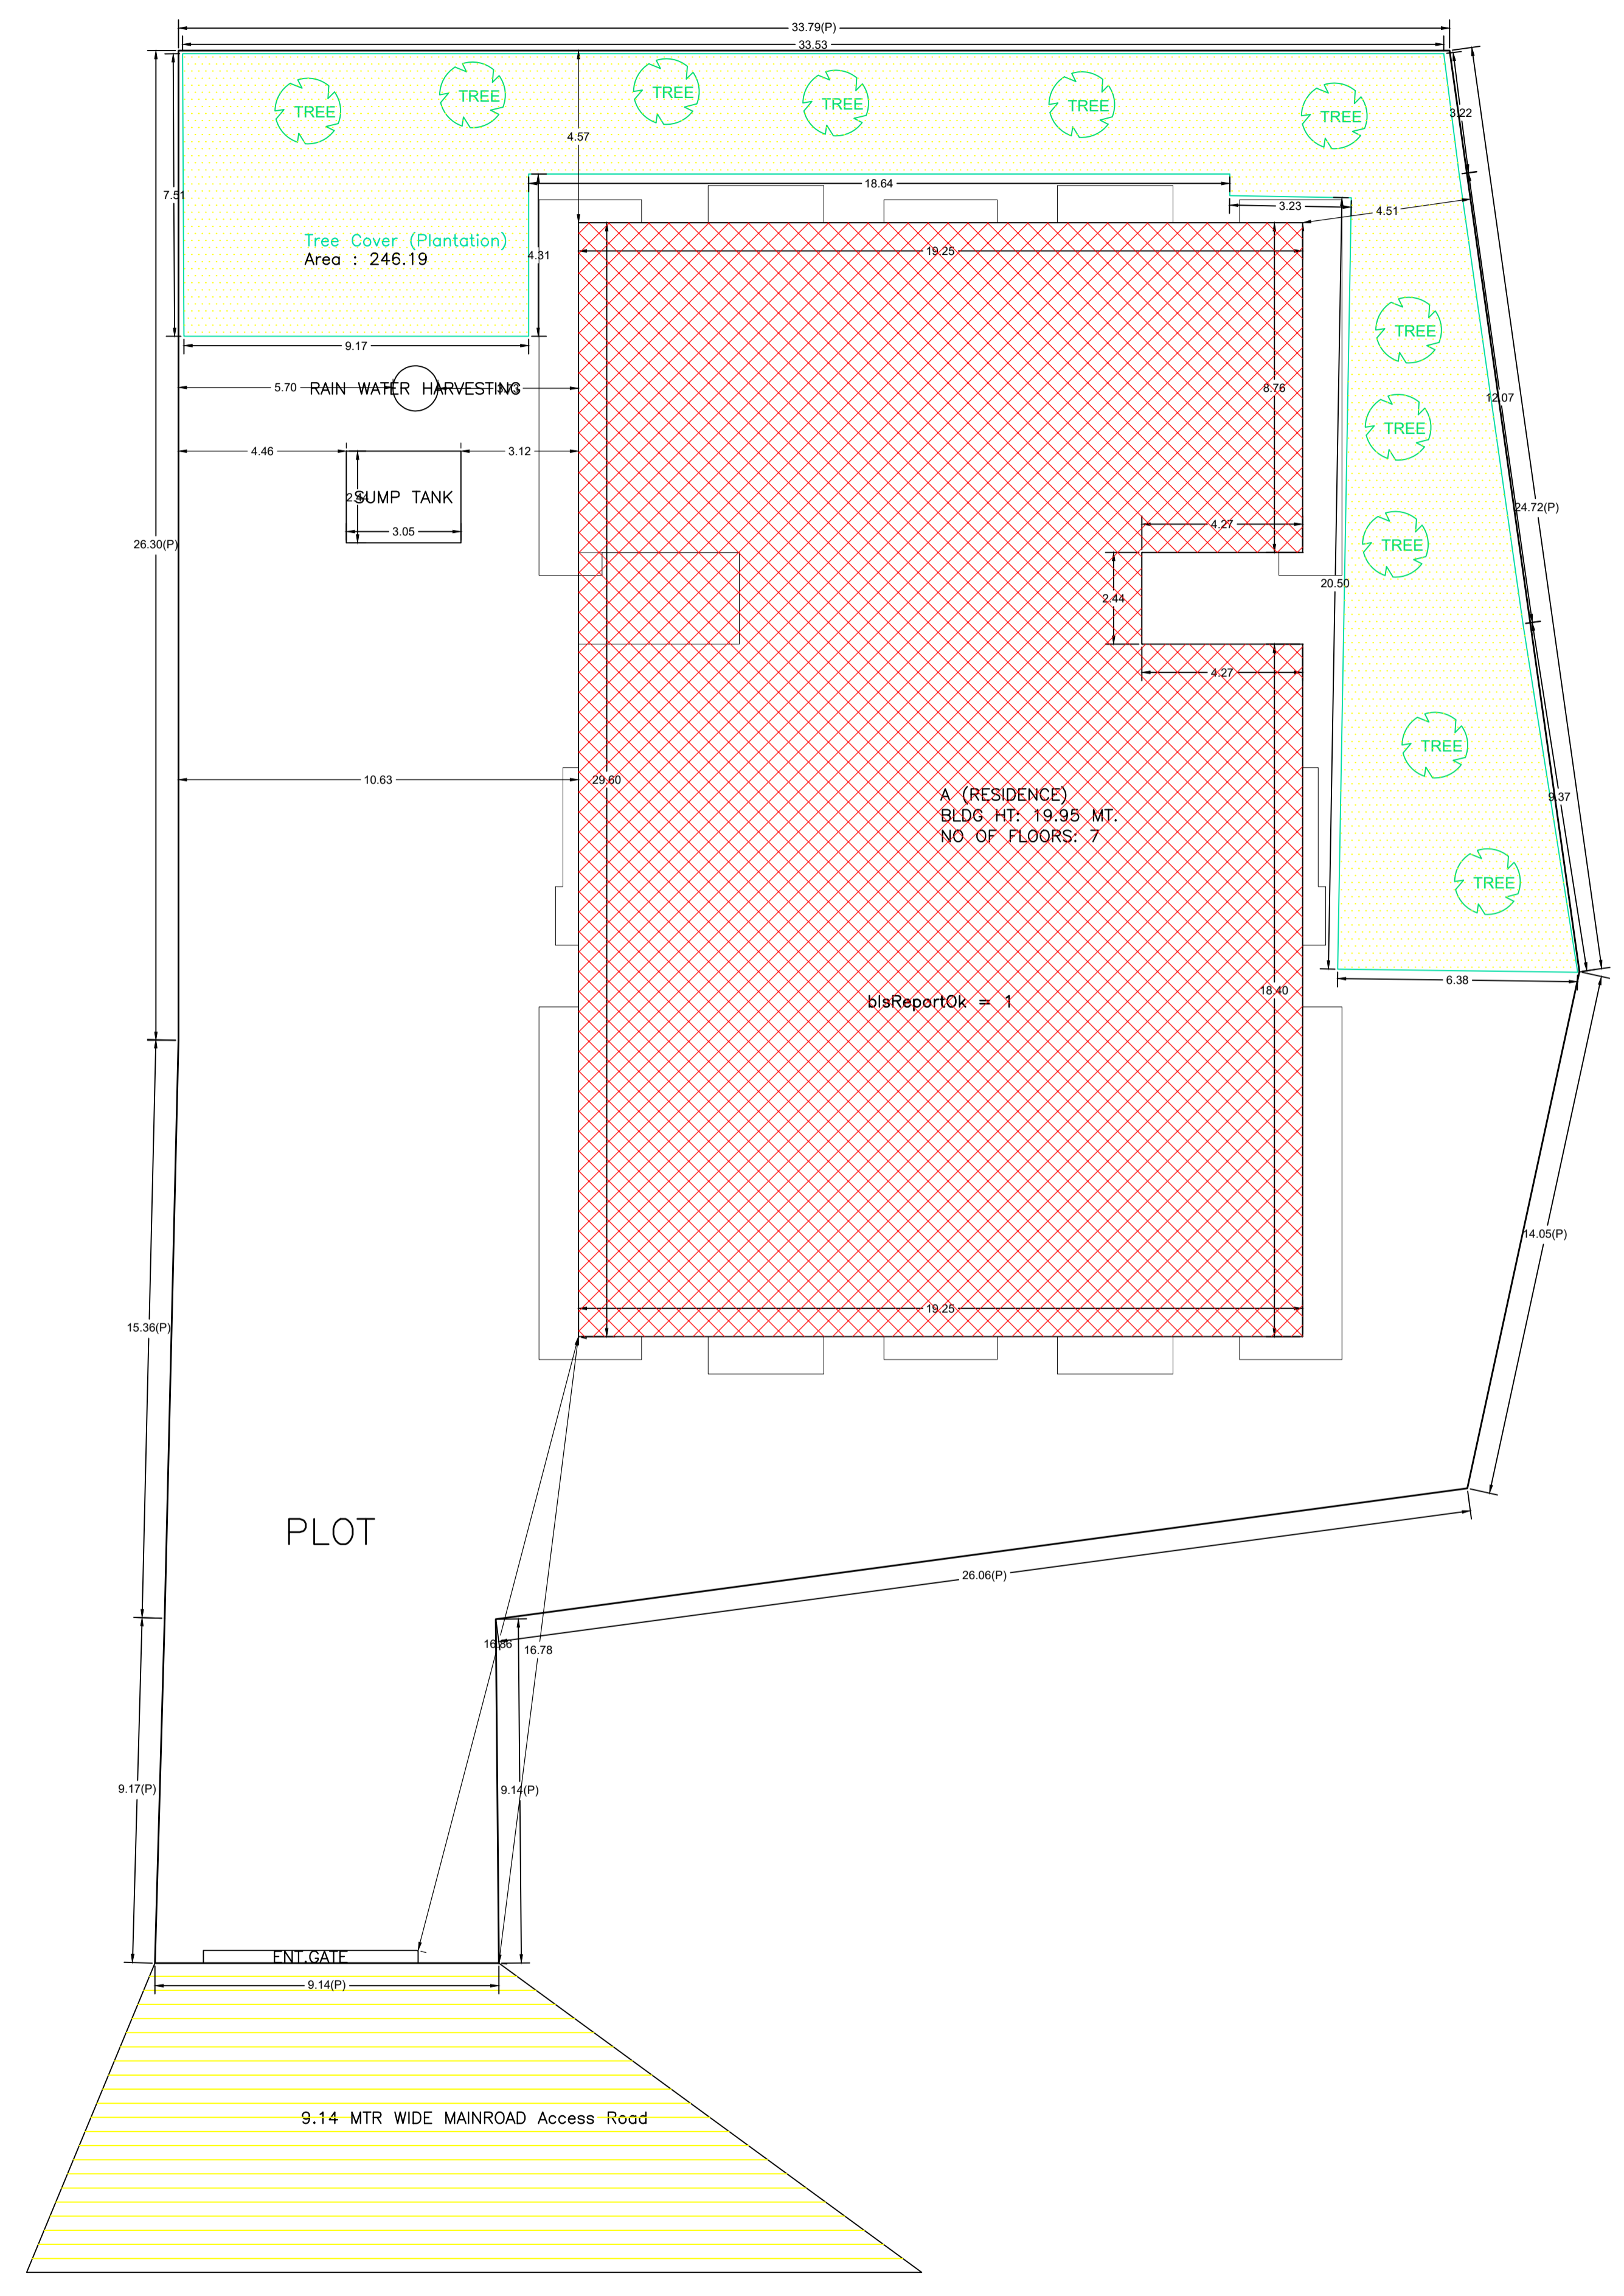 33.79(P)
33.53
TREE
TREE
TREE
TREE
TREE
TREE
3.22
4.57
7.51
18.64
3.23
4.51
Tree Cover (Plantation)
Area : 246.19
4.31
19.25
9.17
TREE
5.70
RAIN WATER HARVESTING
8.76
12.07
TREE
4.46
3.12
SUMP TANK
24.72(P)
3.05
4.27
26.30(P)
TREE
20.50
2.44
4.27
TREE
10.63
29.60
A (RESIDENCE)
BLDG HT: 19.95 MT.
NO OF FLOORS: 7
9.37
TREE
6.38
18.40
blsReportOk = 1
14.05(P)
19.25
15.36(P)
PLOT
26.06(P)
16.86
16.78
9.17(P)
9.14(P)
ENT.GATE
9.14(P)
9.14 MTR WIDE MAINROAD Access Road